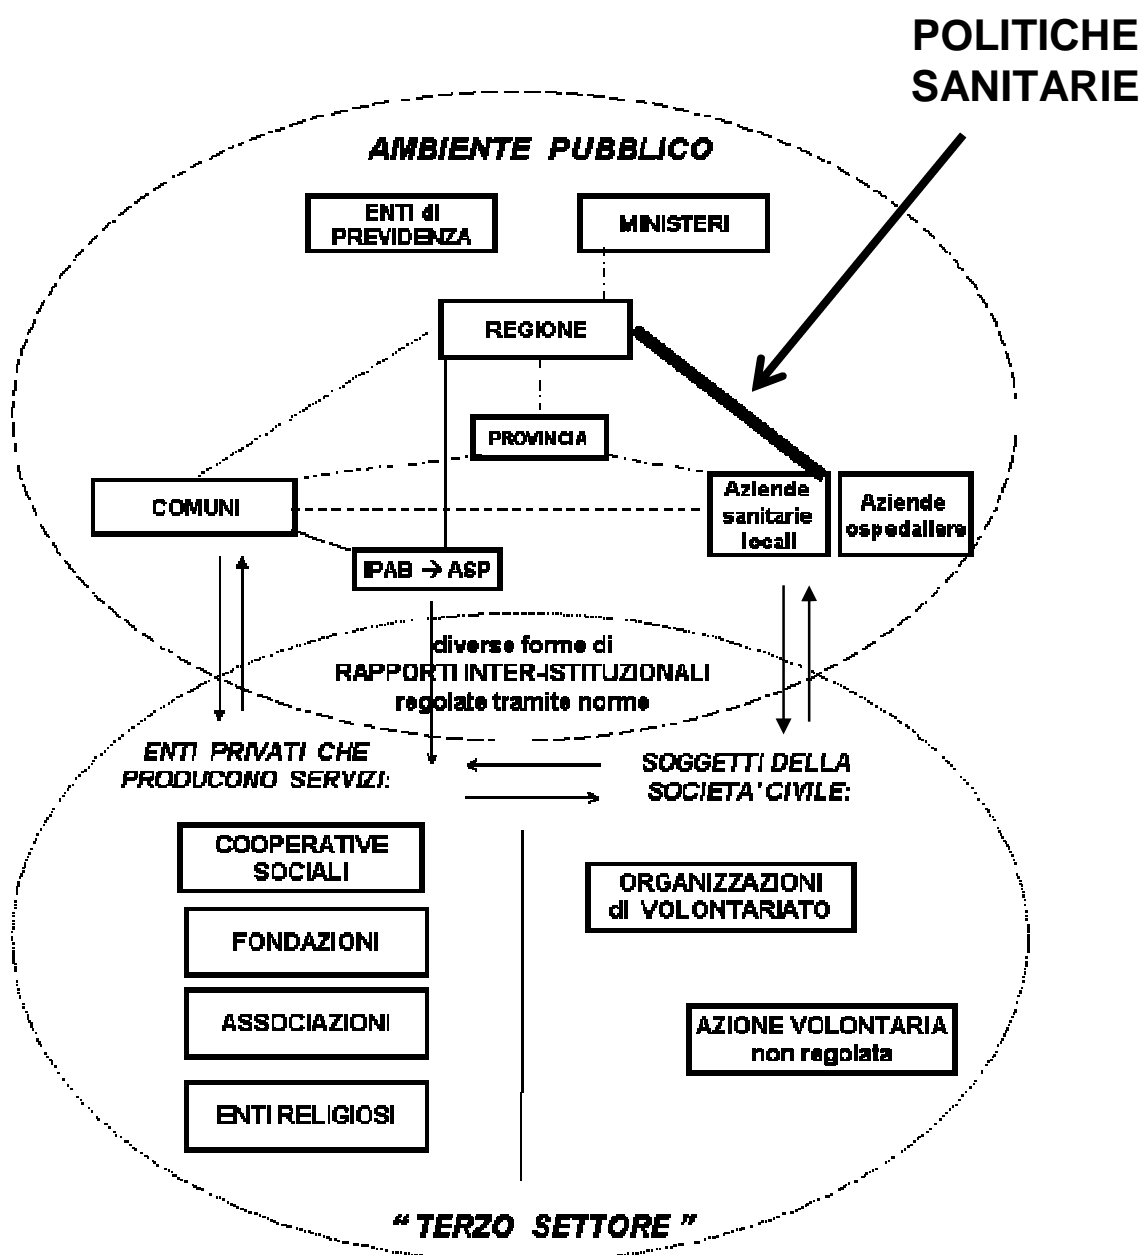 POLITICHE
SANITARIE
AMBIENTE PUBBLICO
ENTI di
PREVIDENZA
MINISTERI
REGIONE
PROVINCIA
COMUNI
Aziende
sanitarie
locali
Aziende
ospedaliere
IPAB → ASP
diverse forme di
RAPPORTI INTER-ISTITUZIONALI
regolate tramite norme
ENTI PRIVATI CHE
PRODUCONO SERVIZI:
SOGGETTI DELLA
SOCIETA' CIVILE:
COOPERATIVE
SOCIALI
ORGANIZZAZIONI
di VOLONTARIATO
FONDAZIONI
ASSOCIAZIONI
AZIONE VOLONTARIA
non regolata
ENTI RELIGIOSI
“ TERZO SETTORE ”